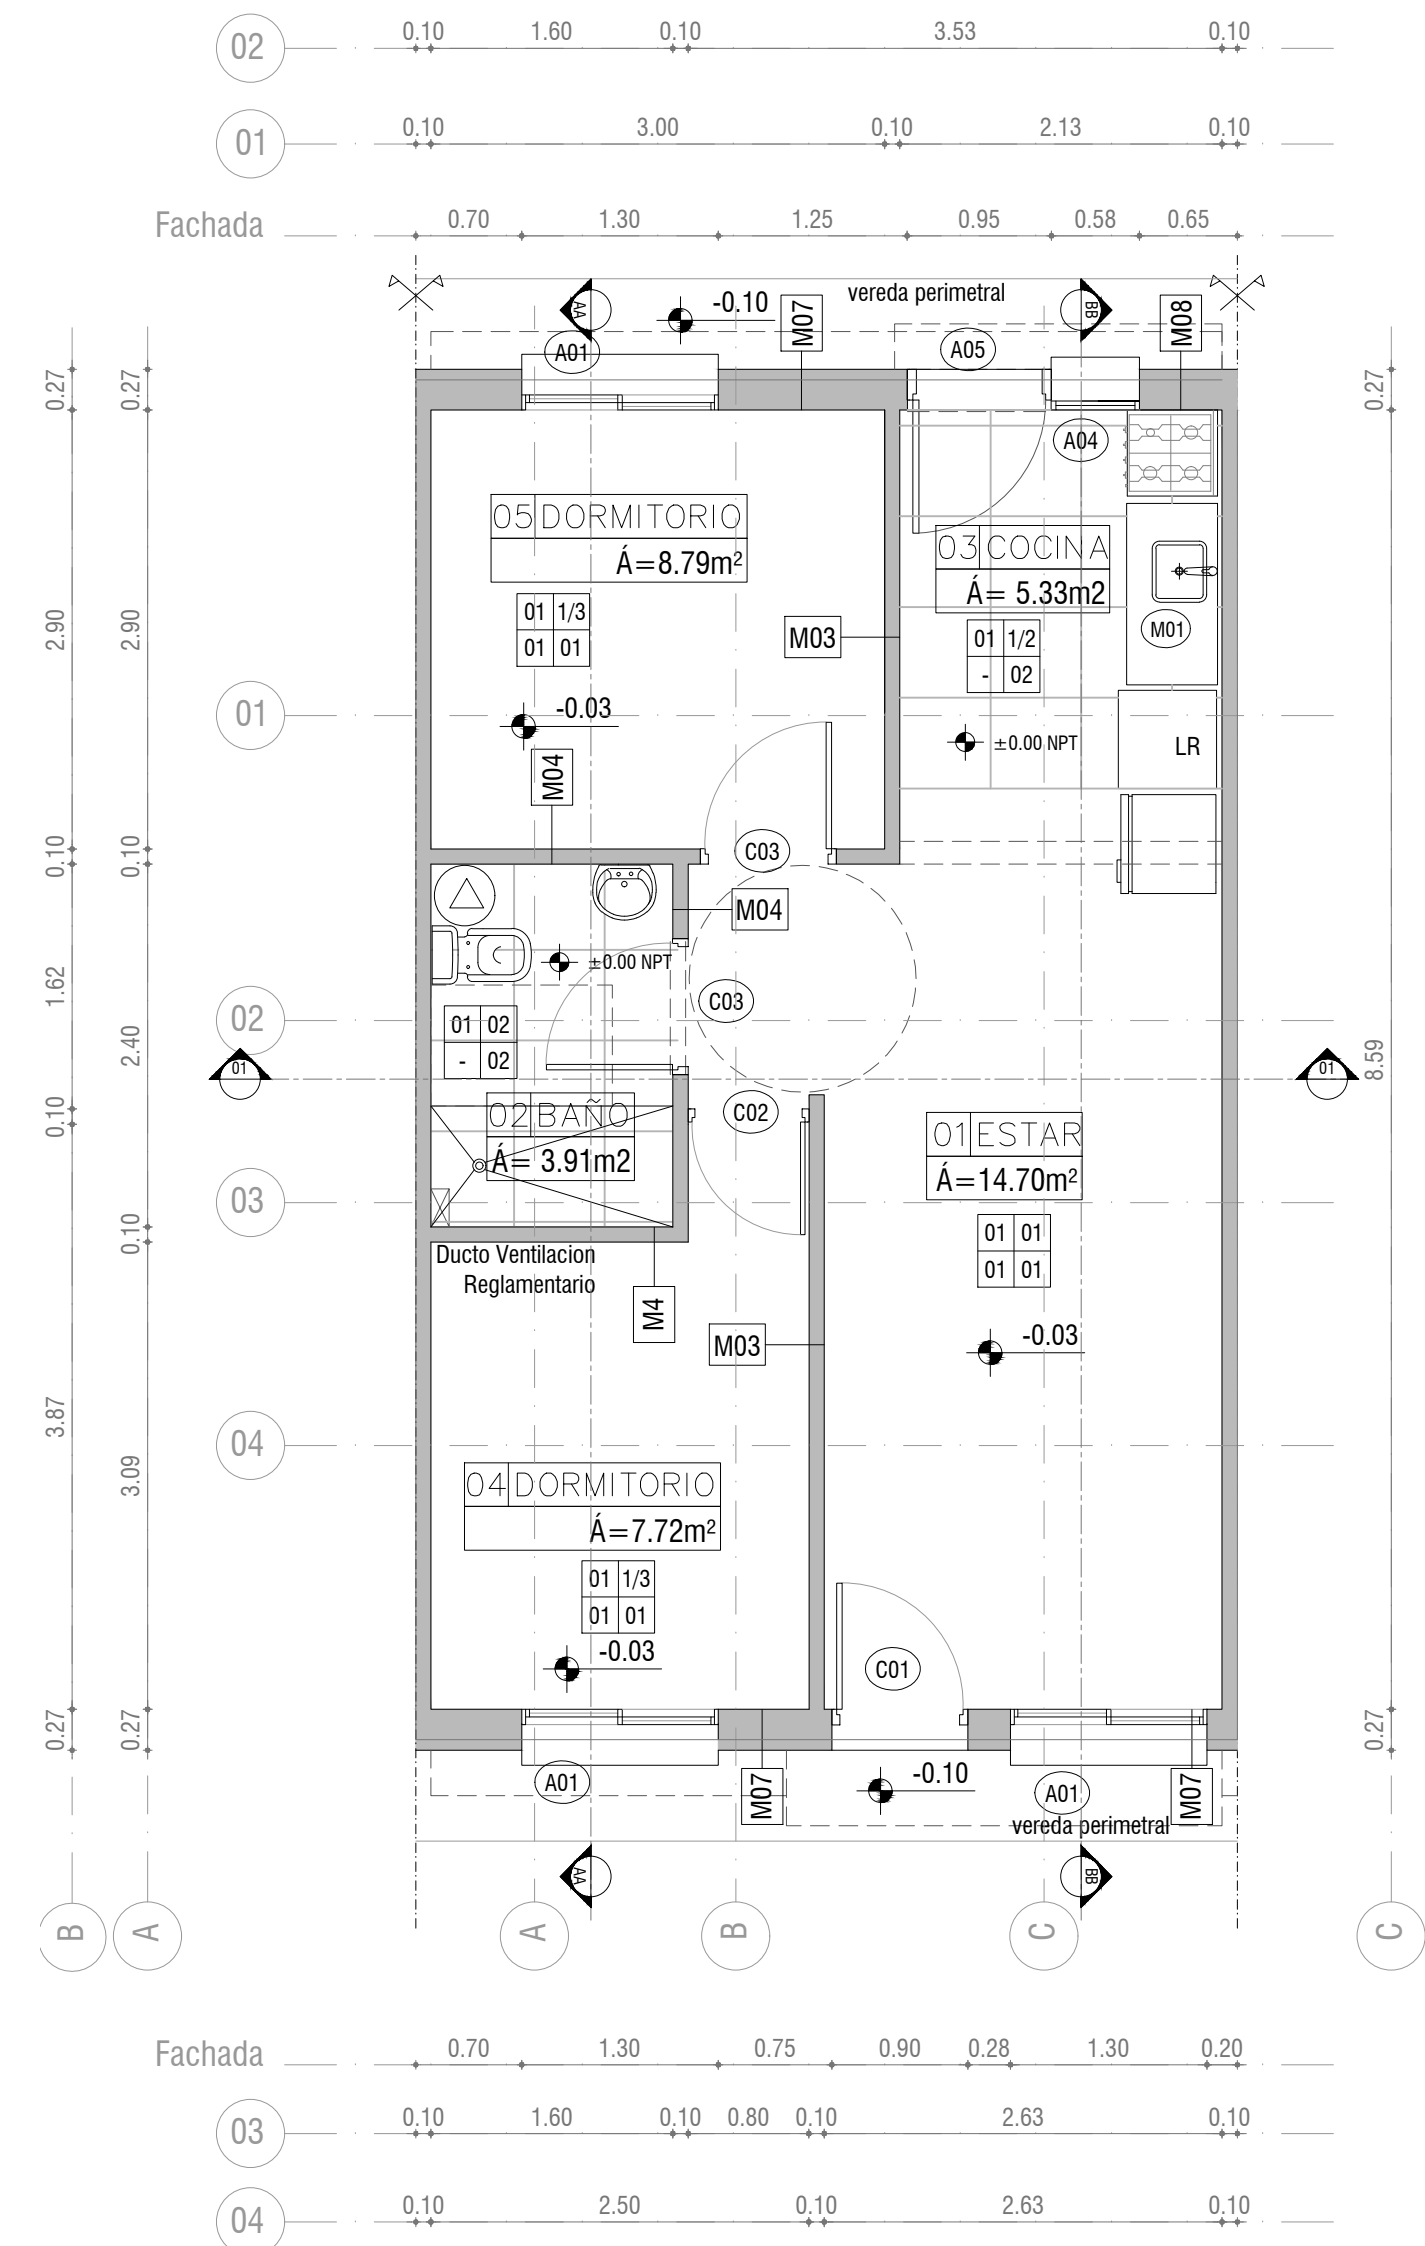 02
0.10 1.60 0.10 3.53 0.10
01
0.10 3.00 0.10 2.13 0.10
Fachada
0.70 1.30 1.25 0.95 0.58 0.65
vereda perimetral
-0.10
AA
BB
M07
M08
A01
A05
A04
0.27 0.27 0.27
05 DORMITORIO
Á=8.79m²
03 COCINA
Á= 5.33m2
01 1/3
01 01
M03
01 1/2
- 02
M01
2.90 2.90
01
-0.03
±0.00 NPT
LR
M04
0.10 0.10
C03
M04
±0.00 NPT
1.62
C03
02
01 02
- 02
2.40
01
01
8.59
0.10
C02
02 BAÑO
Á= 3.91m2
01 ESTAR
Á=14.70m²
03
0.10
01 01
01 01
Ducto Ventilacion
Reglamentario
M4
M03
-0.03
3.87
04
3.09
04 DORMITORIO
Á=7.72m²
01 1/3
01 01
-0.03
C01
0.27 0.27 0.27
A01
M07
-0.10
A01
M07
vereda perimetral
AA
BB
B A A B C C
Fachada
0.70 1.30 0.75 0.90 0.28 1.30 0.20
03
0.10 1.60 0.10 0.80 0.10 2.63 0.10
04
0.10 2.50 0.10 2.63 0.10